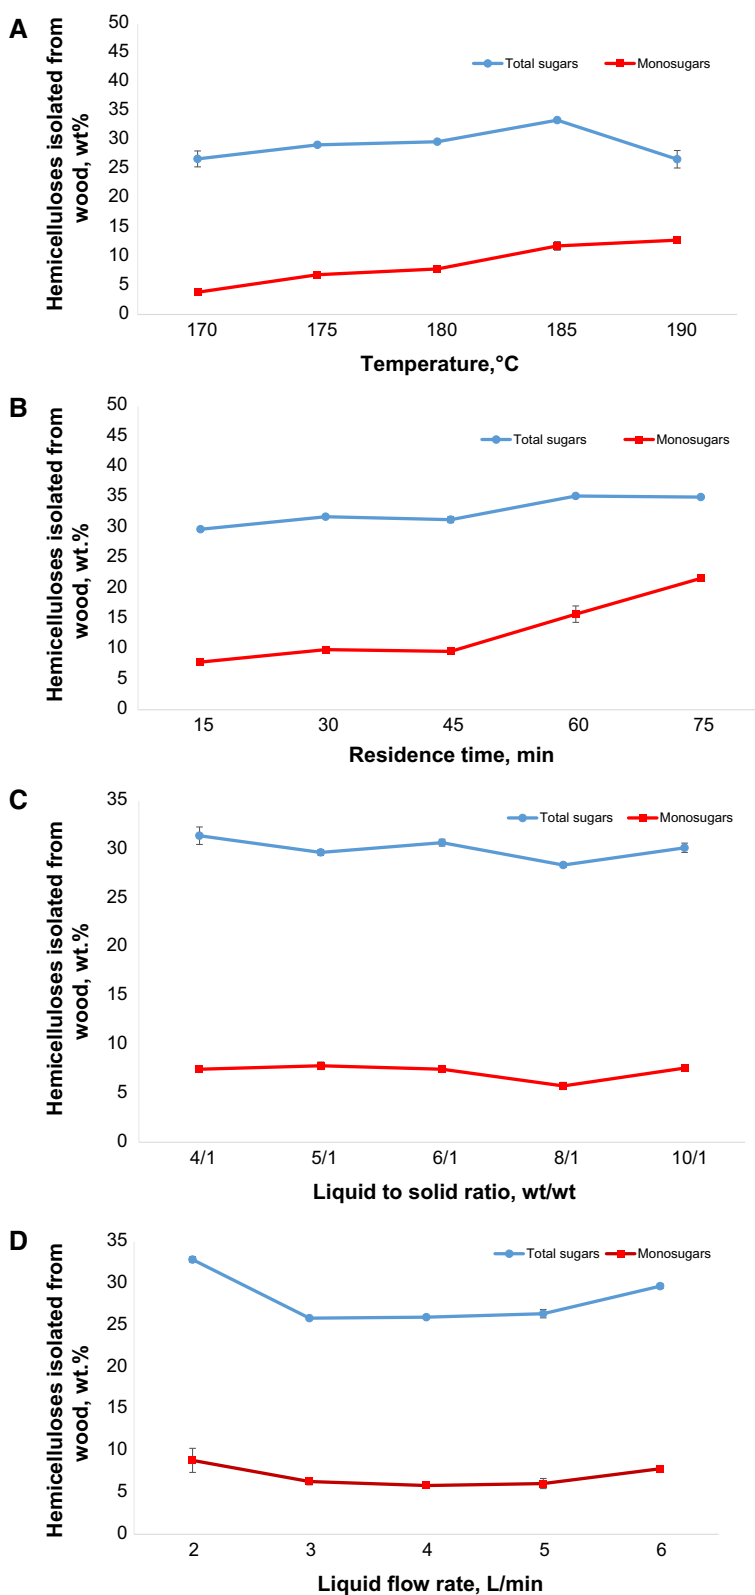 A
Hemicelluloses isolated from
wood, wt%
50
45
40
35
30
25
20
15
10
5
0
Total sugars
Monosugars
170
175
180
185
190
Temperature,°C
B
Hemicelluloses isolated from
wood, wt.%
50
45
40
35
30
25
20
15
10
5
0
Total sugars
Monosugars
15
30
45
60
75
Residence time, min
C
Hemicelluloses isolated from
wood, wt.%
35
30
25
20
15
10
5
0
Total sugars
Monosugars
4/1
5/1
6/1
8/1
10/1
Liquid to solid ratio, wt/wt
D
Hemicelluloses isolated from
wood, wt.%
35
30
25
20
15
10
5
0
Total sugars
Monosugars
2
3
4
5
6
Liquid flow rate, L/min